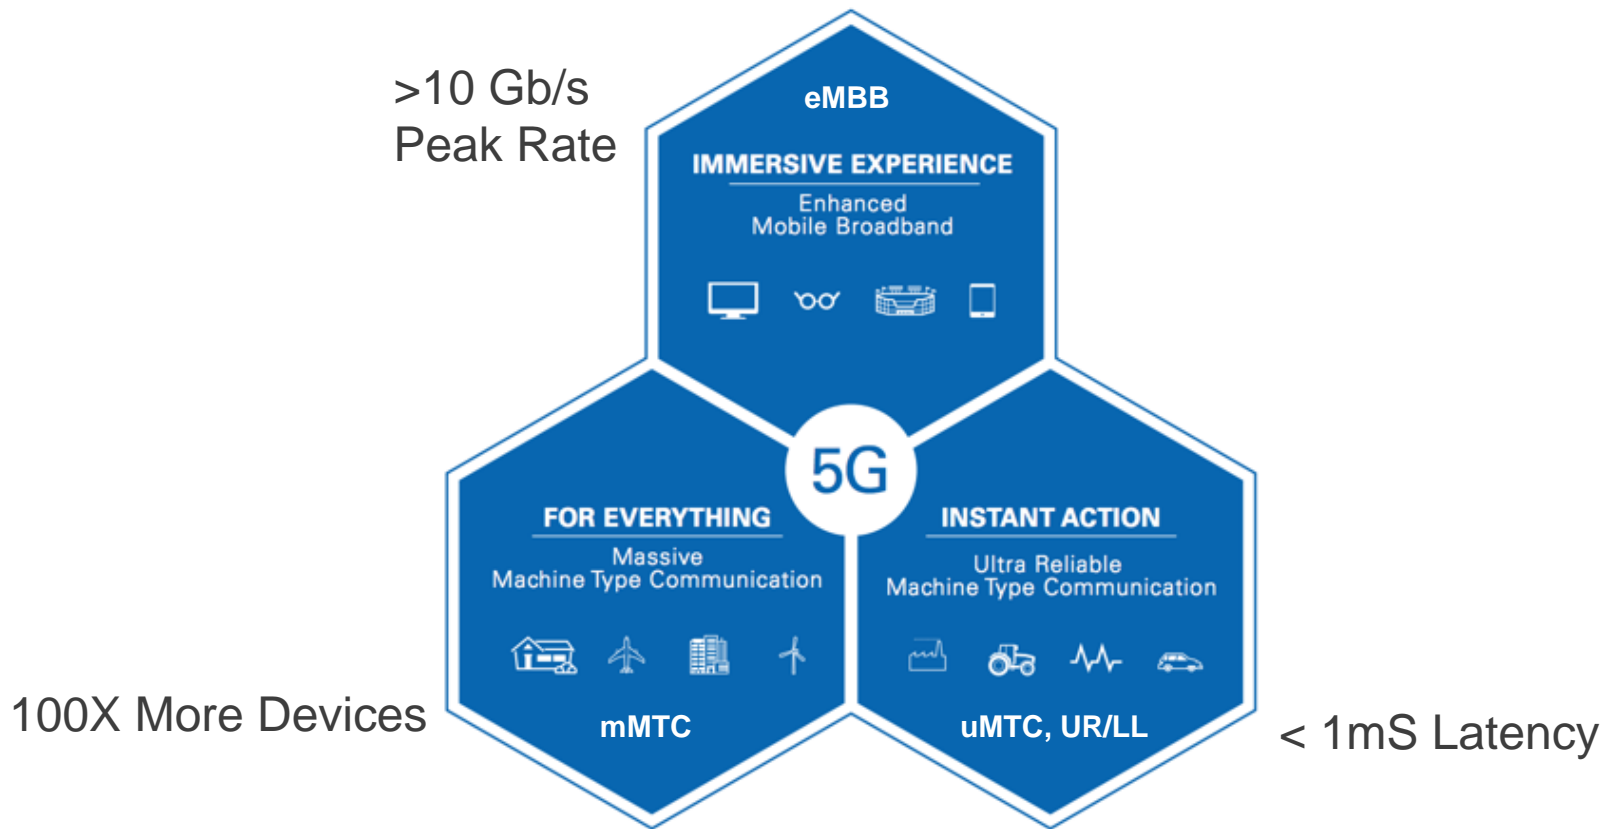 >10 Gb/s
Peak Rate
eMBB
IMMERSIVE EXPERIENCE
Enhanced
Mobile Broadband
5G
FOR EVERYTHING
Massive
Machine Type Communication
mMTC
100X More Devices
INSTANT ACTION
Ultra Reliable
Machine Type Communication
uMTC, UR/LL
< 1mS Latency